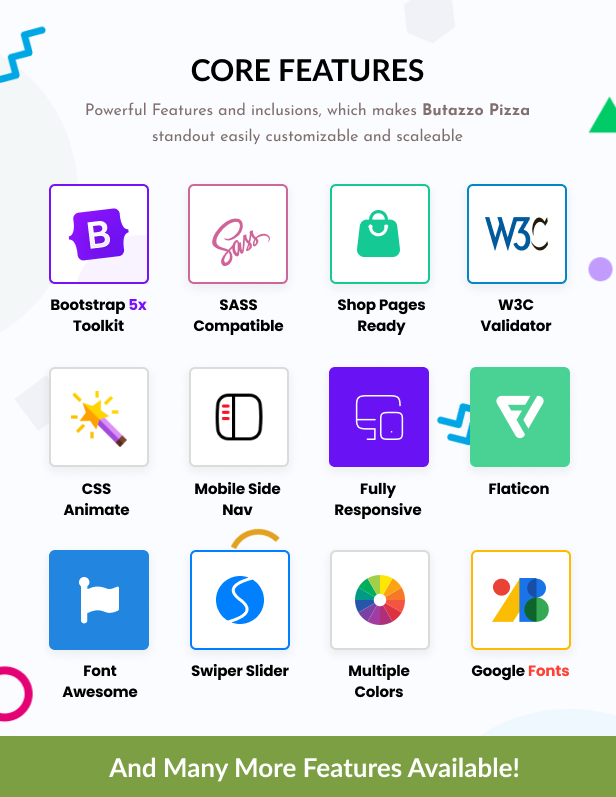 CORE FEATURES
Powerful Features and inclusions, which makes Butazzo Pizza
standout easily customizable and scaleable
B
Sass
W3C
Bootstrap 5x
Toolkit
SASS
Compatible
Shop Pages
Ready
W3C
Validator
CSS
Animate
Mobile Side
Nav
Fully
Responsive
Flaticon
Font
Awesome
Swiper Slider
Multiple
Colors
Google Fonts
And Many More Features Available!